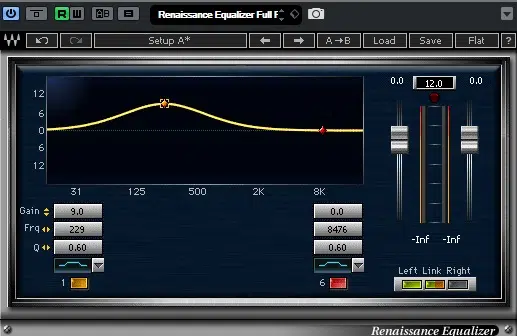 R W AB Renaissance Equalizer Full F
Setup A* A→B Load Save Flat ?
0.0 12.0 0.0
12
6
0
6
12
31 125 500 2K 8K
Gain 9.0 0.0
Frq 229 8476
Q 0.60 0.60
-Inf -Inf
Left Link Right
1 6
Renaissance Equalizer